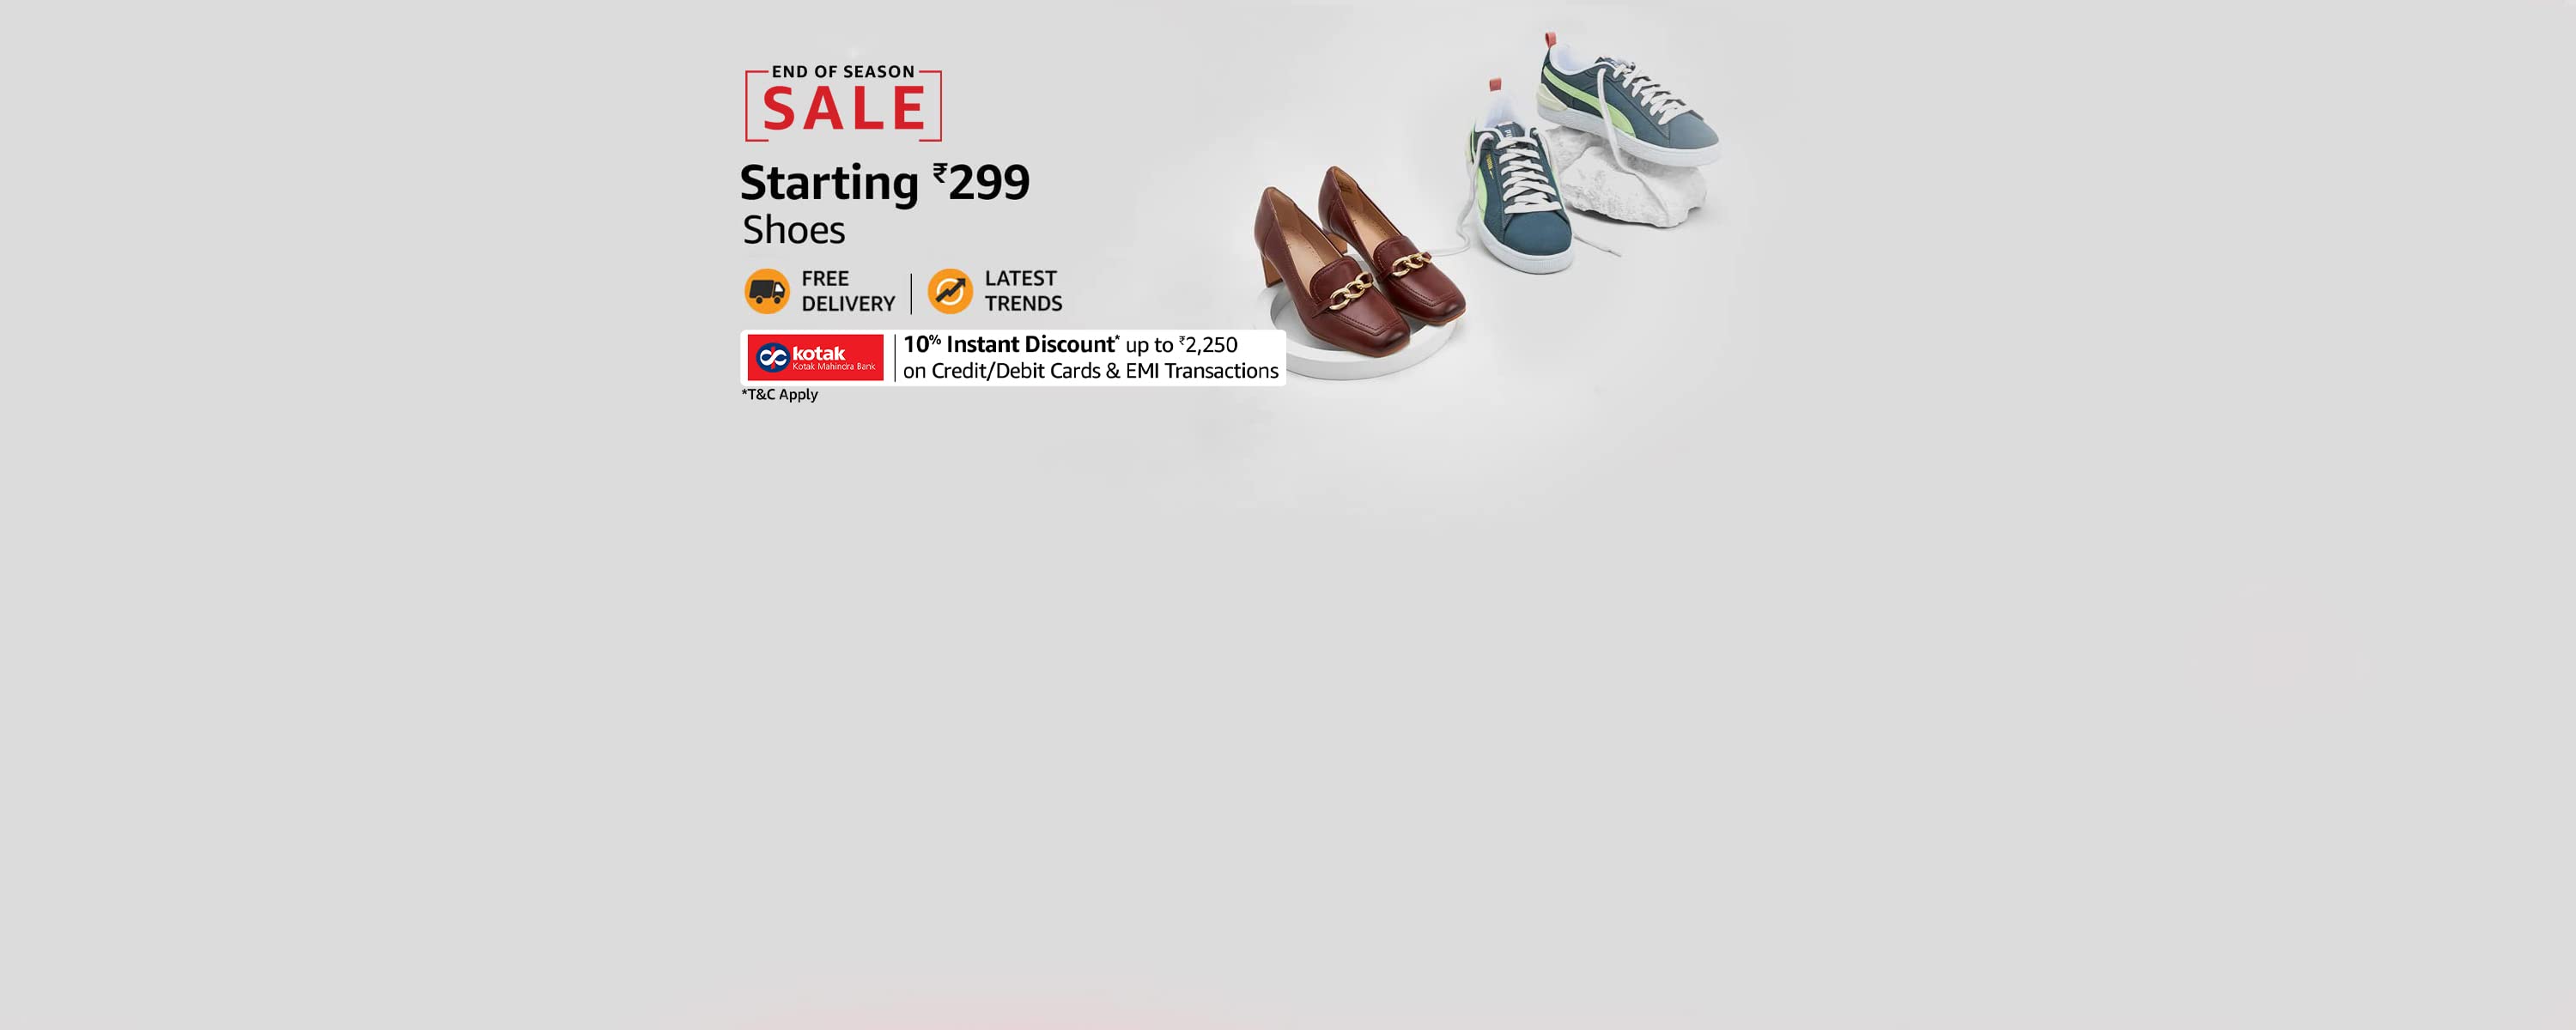 END OF SEASON
SALE
Starting ₹299
Shoes
FREE
DELIVERY
LATEST
TRENDS
kotak
Kotak Mahindra Bank
10% Instant Discount* up to ₹2,250
on Credit/Debit Cards & EMI Transactions
*T&C Apply